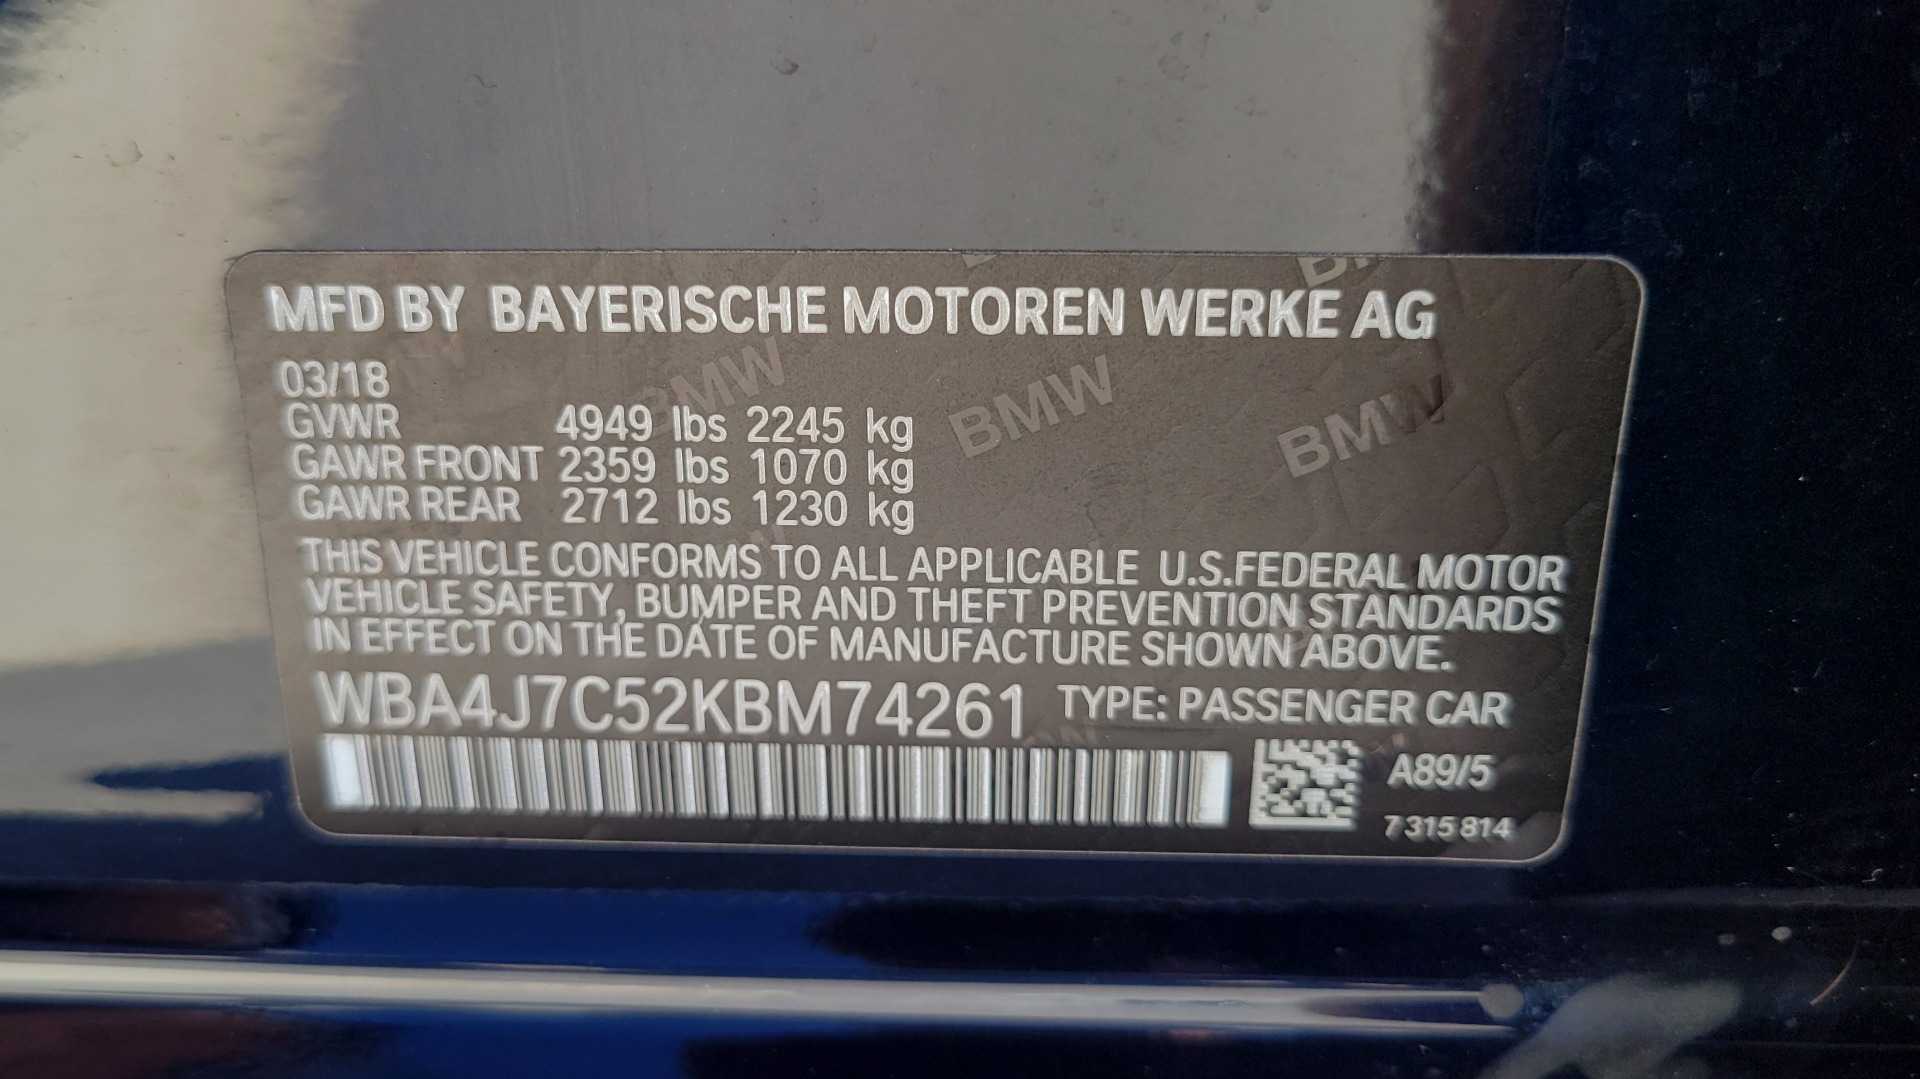 MFD BY BAYERISCHE MOTOREN WERKE AG
03/18
GVWR 4949 lbs 2245 kg
GAWR FRONT 2359 lbs 1070 kg
GAWR REAR 2712 lbs 1230 kg
THIS VEHICLE CONFORMS TO ALL APPLICABLE U.S.FEDERAL MOTOR
VEHICLE SAFETY, BUMPER AND THEFT PREVENTION STANDARDS
IN EFFECT ON THE DATE OF MANUFACTURE SHOWN ABOVE.
WBA4J7C52KBM74261 TYPE: PASSENGER CAR
A89/5
7 315 814
BMW BMW BMW